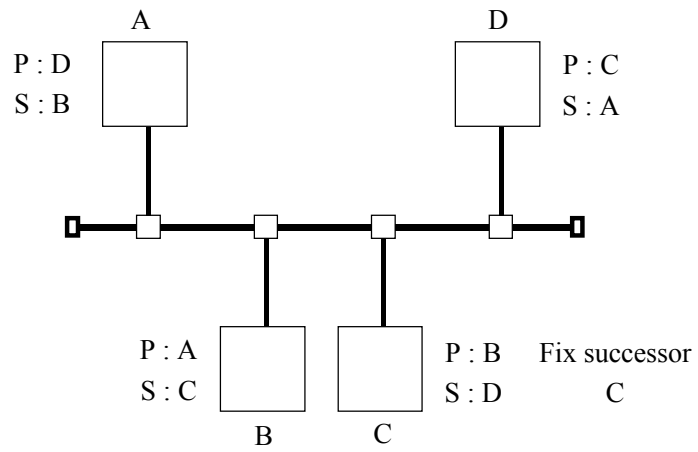 A
D
P : D
S : B
P : C
S : A
P : A
S : C
P : B
S : D
Fix successor
C
B
C